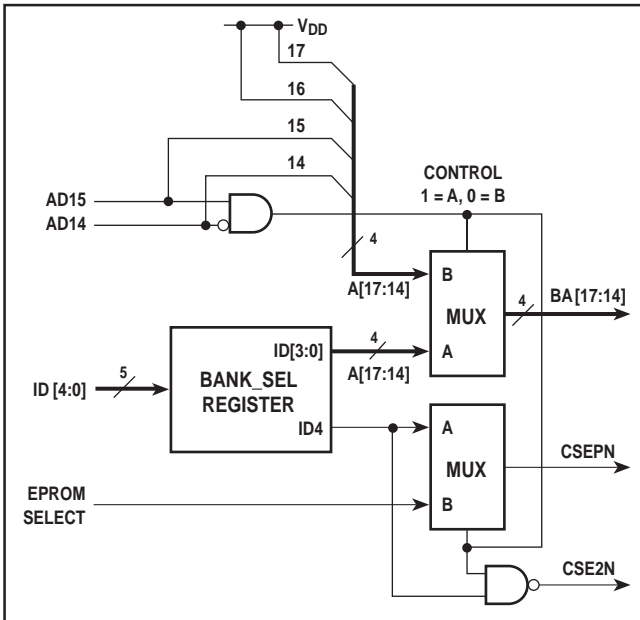 VDD
17
16
15
14
CONTROL
1 = A, 0 = B
AD15
AD14
4
A[17:14]
B
MUX
A
4
BA [17:14]
ID [4:0]
5
BANK_SEL
REGISTER
ID[3:0]
ID4
4
A[17:14]
A
MUX
B
CSEPN
EPROM
SELECT
CSE2N